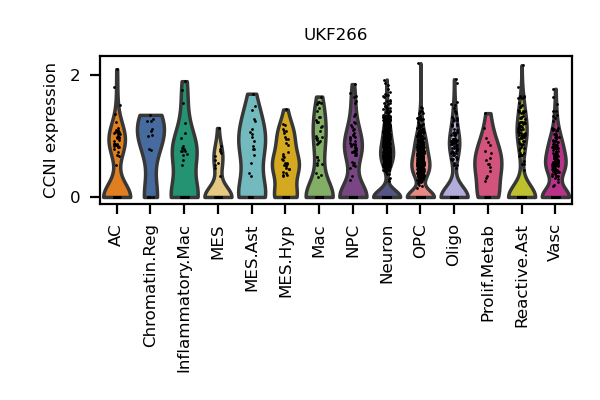 UKF266
CCNI expression
2
0
AC
Chromatin.Reg
Inflammatory.Mac
MES
MES.Ast
MES.Hyp
Mac
NPC
Neuron
OPC
Oligo
Prolif.Metab
Reactive.Ast
Vasc